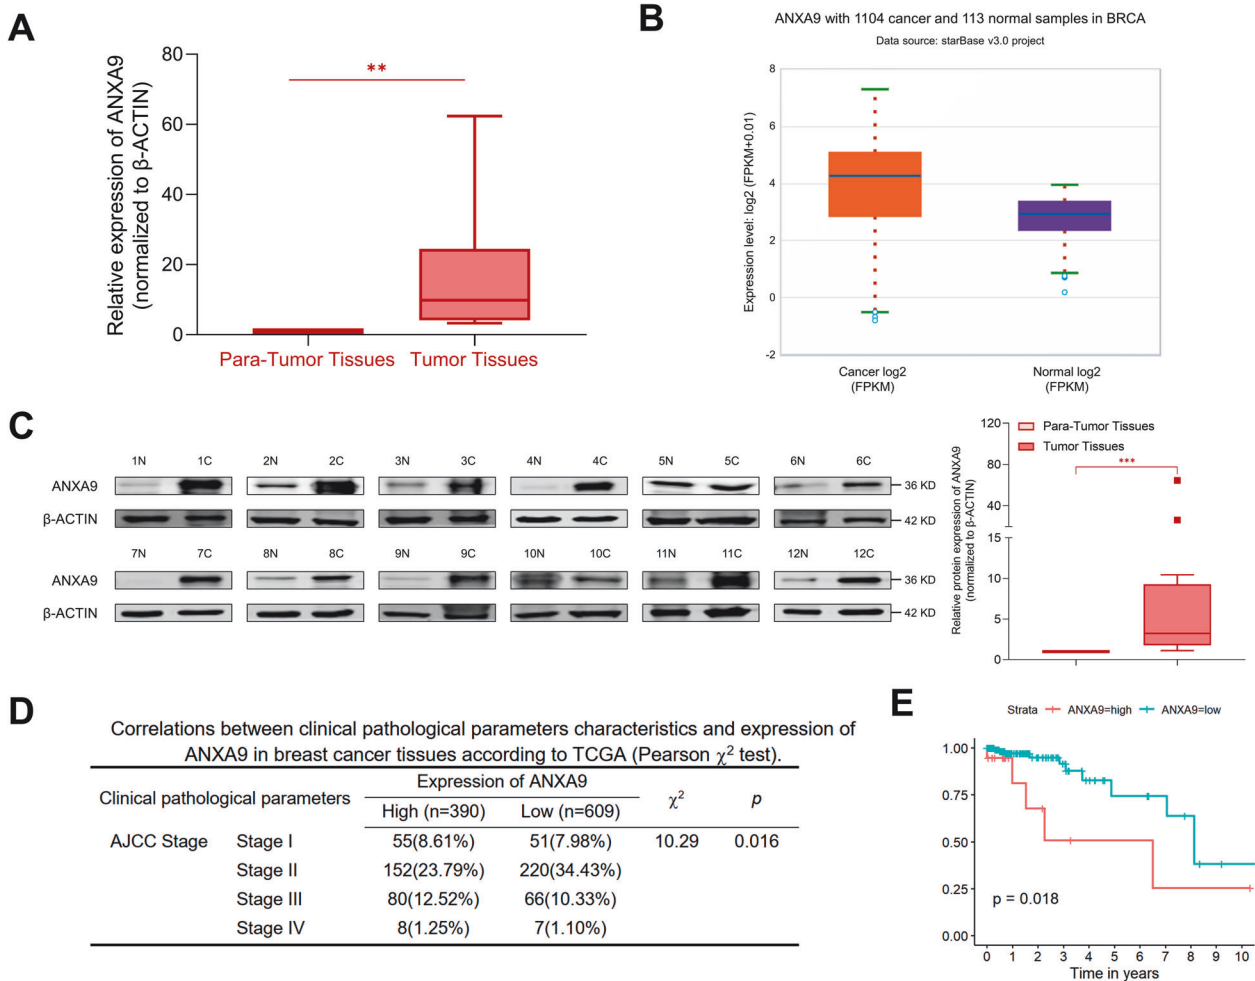 A
Relative expression of ANXA9
(normalized to β-ACTIN)
80
60
40
20
0
**
Para-Tumor Tissues
Tumor Tissues
B
ANXA9 with 1104 cancer and 113 normal samples in BRCA
Data source: starBase v3.0 project
Expression level: log2 (FPKM+0.01)
8
6
4
2
0
-2
Cancer log2
(FPKM)
Normal log2
(FPKM)
C
1N 1C 2N 2C 3N 3C 4N 4C 5N 5C 6N 6C
ANXA9
36 KD
β-ACTIN
42 KD
7N 7C 8N 8C 9N 9C 10N 10C 11N 11C 12N 12C
ANXA9
36 KD
β-ACTIN
42 KD
Relative protein expression of ANXA9
(normalized to β-ACTIN)
120
80
40
15
10
5
0
Para-Tumor Tissues
Tumor Tissues
***
D
Correlations between clinical pathological parameters characteristics and expression of
ANXA9 in breast cancer tissues according to TCGA (Pearson χ² test).
Clinical pathological parameters Expression of ANXA9 χ² p
High (n=390) Low (n=609)
AJCC Stage Stage I 55(8.61%) 51(7.98%) 10.29 0.016
Stage II 152(23.79%) 220(34.43%)
Stage III 80(12.52%) 66(10.33%)
Stage IV 8(1.25%) 7(1.10%)
E
Strata ANXA9=high ANXA9=low
1.00
0.75
0.50
0.25
0.00
p = 0.018
0 1 2 3 4 5 6 7 8 9 10
Time in years